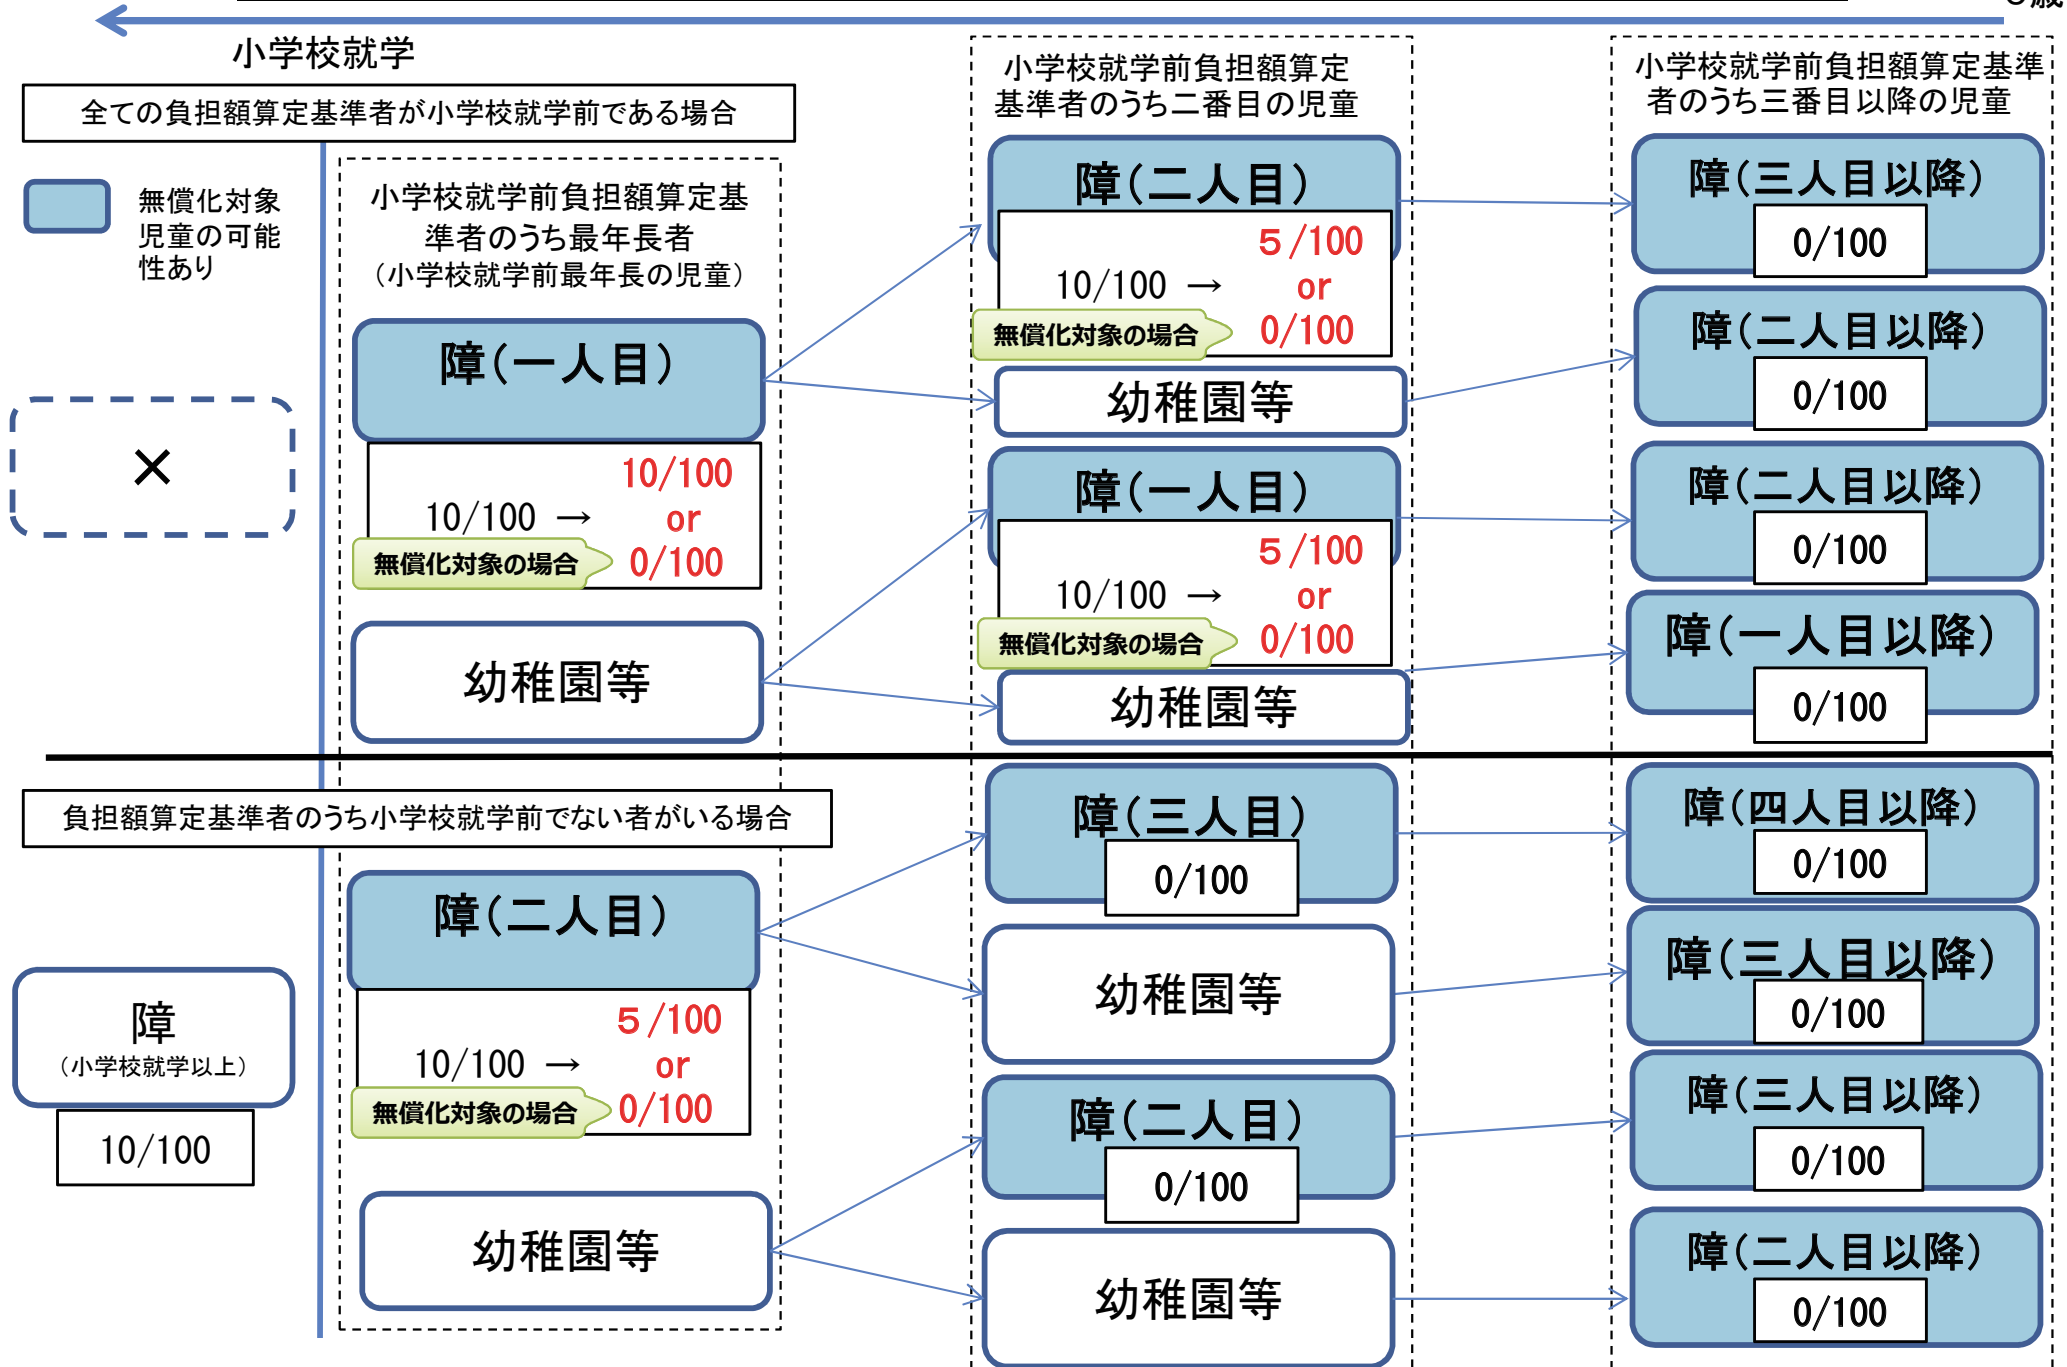 小学校就学
全ての負担額算定基準者が小学校就学前である場合
無償化対象
児童の可能
性あり
×
小学校就学前負担額算定基
準者のうち最年長者
（小学校就学前最年長の児童）
障（一人目）
10/100
10/100 → or
無償化対象の場合 0/100
幼稚園等
小学校就学前負担額算定
基準者のうち二番目の児童
障（二人目）
５/100
10/100 → or
無償化対象の場合 0/100
幼稚園等
障（一人目）
５/100
10/100 → or
無償化対象の場合 0/100
幼稚園等
小学校就学前負担額算定基準
者のうち三番目以降の児童
障（三人目以降）
0/100
障（二人目以降）
0/100
障（二人目以降）
0/100
障（一人目以降）
0/100
負担額算定基準者のうち小学校就学前でない者がいる場合
障
（小学校就学以上）
10/100
障（二人目）
５/100
10/100 → or
無償化対象の場合 0/100
幼稚園等
障（三人目）
0/100
幼稚園等
障（二人目）
0/100
幼稚園等
障（四人目以降）
0/100
障（三人目以降）
0/100
障（三人目以降）
0/100
障（二人目以降）
0/100